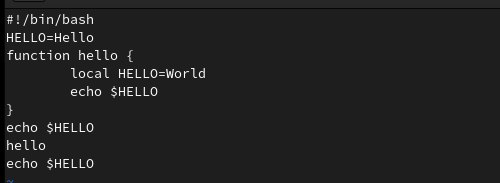 #!/bin/bash
HELLO=Hello
function hello {
        local HELLO=World
        echo $HELLO
}
echo $HELLO
hello
echo $HELLO
~